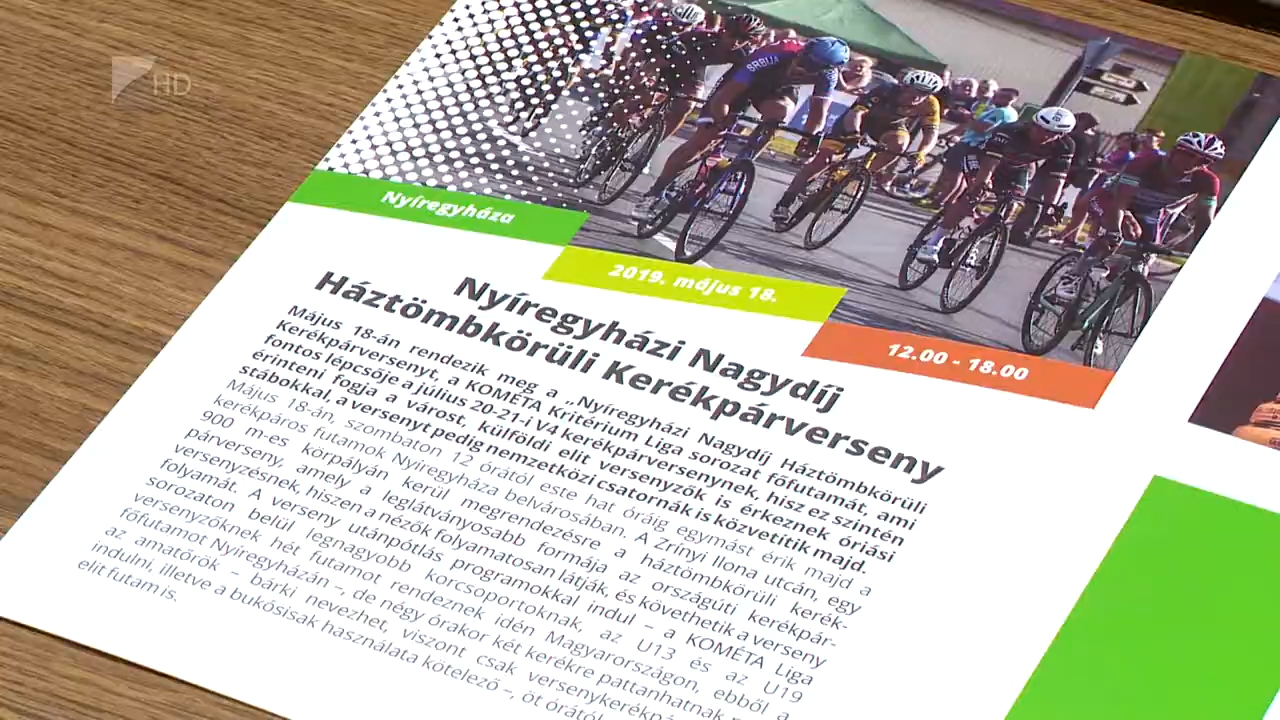 HD
SRBIJA
Nyíregyháza
2019. május 18.
12.00 - 18.00
Nyíregyházi Nagydíj
Háztömbkörüli Kerékpárverseny
Május 18-án rendezik meg a „Nyíregyházi Nagydíj Háztömbkörüli
Kerékpárversenyt, a KOMÉTA Kritérium Liga sorozat főfutamát, ami
fontos lépcsője a július 20-21-i V4 kerékpárversenynek, hisz ez szintén
érinteni fogja a várost, külföldi elit versenyzők is érkeznek óriási
stábokkal, a versenyt pedig nemzetközi csatornák is közvetítik majd.
Május 18-án, szombaton 12 órától este hat óráig egymást érik majd a
kerékpáros futamok Nyíregyháza belvárosában. A Zrínyi Ilona utcán, egy
900 m-es körpályán kerül megrendezésre a háztömbkörüli kerék-
párverseny, amely a leglátványosabb formája az országúti kerékpár-
versenyzésnek, hiszen a nézők folyamatosan látják, és követhetik a verseny
folyamát. A verseny utánpótlás programokkal indul – a KOMÉTA Liga
sorozaton belül legnagyobb korcsoportoknak, az U13 és az U19
versenyzőknek hét futamot rendeznek idén Magyarországon, ebből a
főfutamot Nyíregyházán –, de négy órakor két kerékre pattanhatnak
az amatőrök – bárki nevezhet, viszont csak versenykerékpá
indulni, illetve a bukósisak használata kötelező –, öt órától
elit futam is.